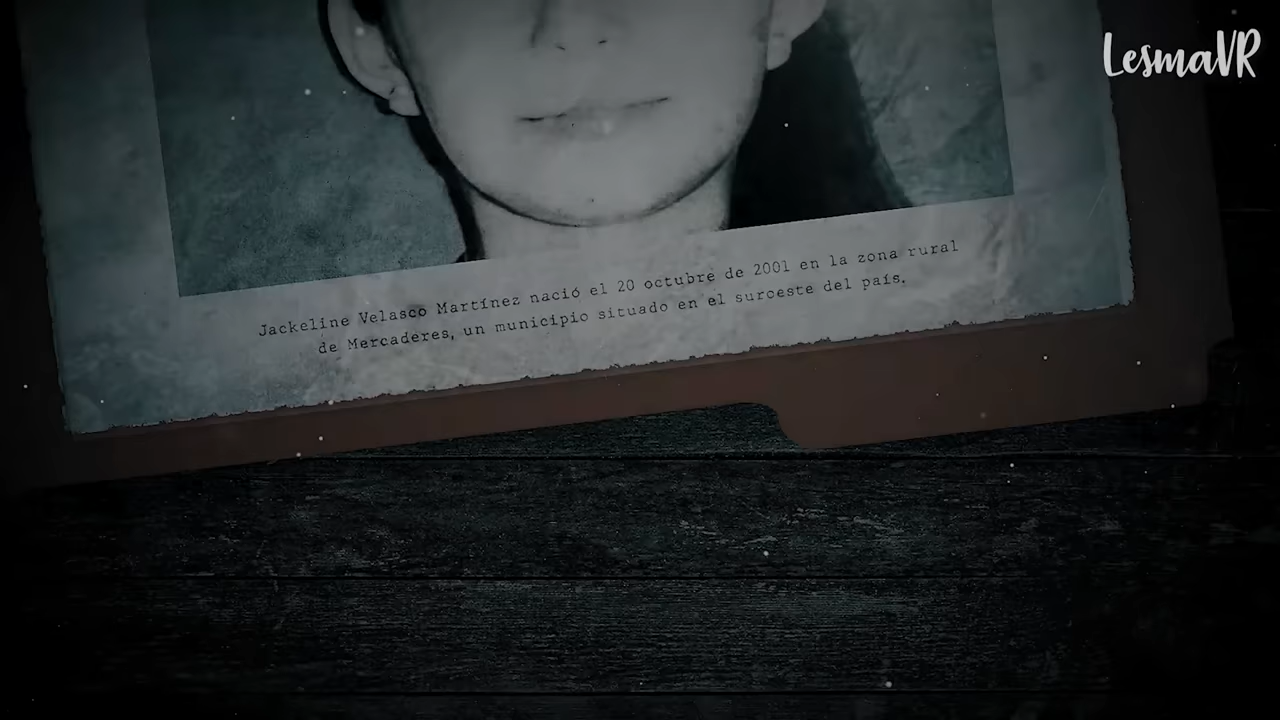 LesmaVR
Jackeline Velasco Martínez nació el 20 octubre de 2001 en la zona rural
de Mercaderes, un municipio situado en el suroeste del país.